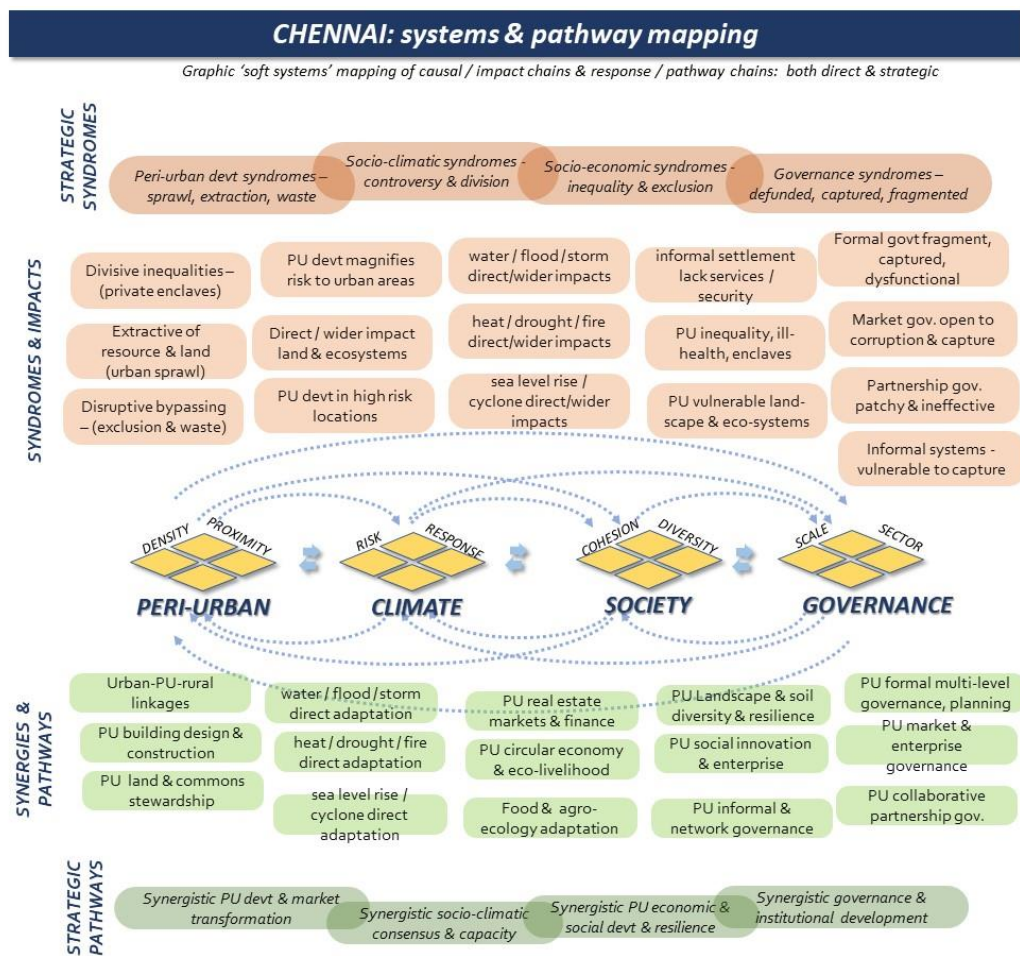 CHENNAI: systems & pathway mapping
Graphic ‘soft systems’ mapping of causal / impact chains & response / pathway chains: both direct & strategic
STRATEGIC
SYNDROMES
Peri-urban devt syndromes –
sprawl, extraction, waste
Socio-climatic syndromes -
controversy & division
Socio-economic syndromes -
inequality & exclusion
Governance syndromes –
defunded, captured, fragmented
SYNDROMES & IMPACTS
Divisive inequalities –
(private enclaves)
Extractive of
resource & land
(urban sprawl)
Disruptive bypassing
– (exclusion & waste)
PU devt magnifies
risk to urban areas
Direct / wider impact
land & ecosystems
PU devt in high risk
locations
water / flood / storm
direct/wider impacts
heat / drought / fire
direct/wider impacts
sea level rise /
cyclone direct/wider
impacts
informal settlement
lack services /
security
PU inequality, ill-
health, enclaves
PU vulnerable land-
scape & eco-systems
Formal govt fragment,
captured,
dysfunctional
Market gov. open to
corruption & capture
Partnership gov.
patchy & ineffective
Informal systems -
vulnerable to capture
DENSITY
PROXIMITY
PERI-URBAN
RISK
RESPONSE
CLIMATE
COHESION
DIVERSITY
SOCIETY
SCALE
SECTOR
GOVERNANCE
SYNERGIES &
PATHWAYS
Urban-PU-rural
linkages
PU building design &
construction
PU land & commons
stewardship
water / flood / storm
direct adaptation
heat / drought / fire
direct adaptation
sea level rise /
cyclone direct
adaptation
PU real estate
markets & finance
PU circular economy
& eco-livelihood
Food & agro-
ecology adaptation
PU Landscape & soil
diversity & resilience
PU social innovation
& enterprise
PU informal &
network governance
PU formal multi-level
governance, planning
PU market &
enterprise
governance
PU collaborative
partnership gov.
STRATEGIC
PATHWAYS
Synergistic PU devt & market
transformation
Synergistic socio-climatic
consensus & capacity
Synergistic PU economic &
social devt & resilience
Synergistic governance &
institutional development